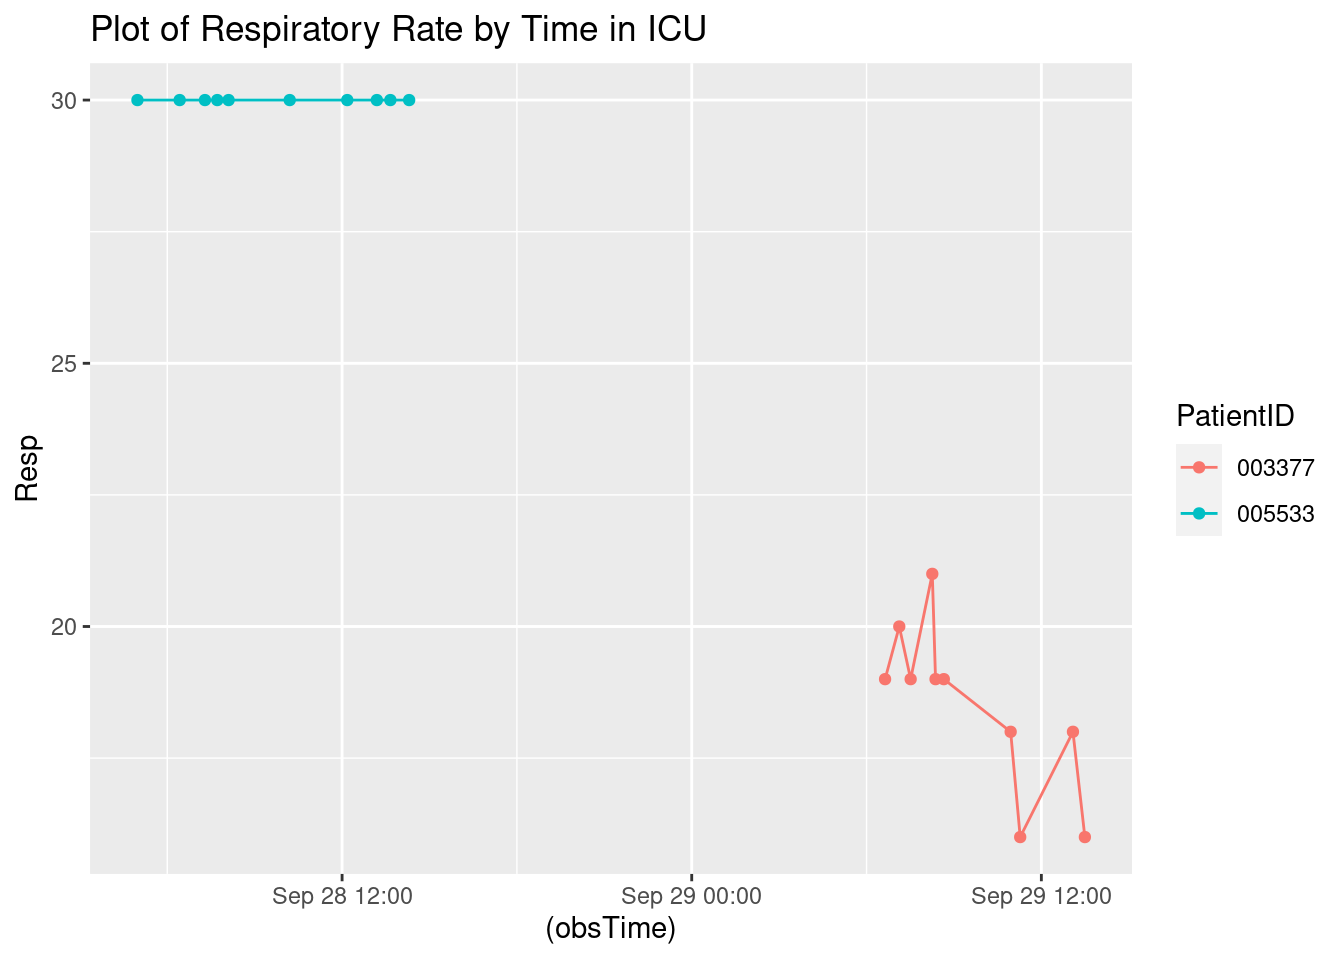 Plot of Respiratory Rate by Time in ICU
30
25
20
Resp
Sep 28 12:00
Sep 29 00:00
Sep 29 12:00
(obsTime)
PatientID
003377
005533